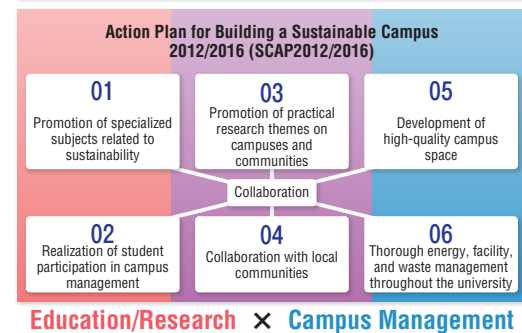 Action Plan for Building a Sustainable Campus
2012/2016 (SCAP2012/2016)
01
Promotion of specialized
subjects related to
sustainability
03
Promotion of practical
research themes on
campuses and
communities
05
Development of
high-quality campus
space
Collaboration
02
Realization of student
participation in campus
management
04
Collaboration with local
communities
06
Thorough energy, facility,
and waste management
throughout the university
Education/Research × Campus Management